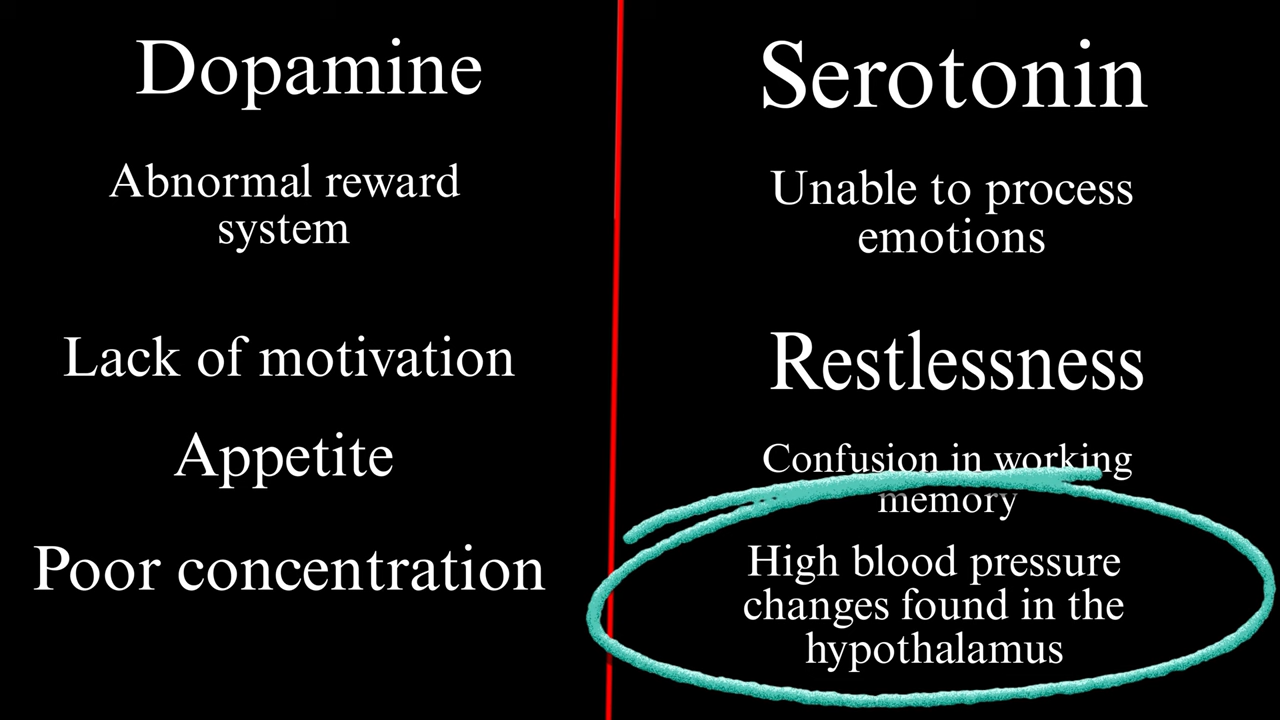 Dopamine
Abnormal reward
system
Lack of motivation
Appetite
Poor concentration
Serotonin
Unable to process
emotions
Restlessness
Confusion in working
memory
High blood pressure
changes found in the
hypothalamus